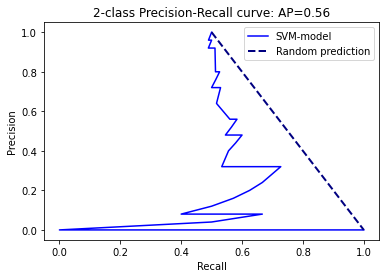 2-class Precision-Recall curve: AP=0.56
SVM-model
Random prediction
Precision
1.0
0.8
0.6
0.4
0.2
0.0
0.0 0.2 0.4 0.6 0.8 1.0
Recall